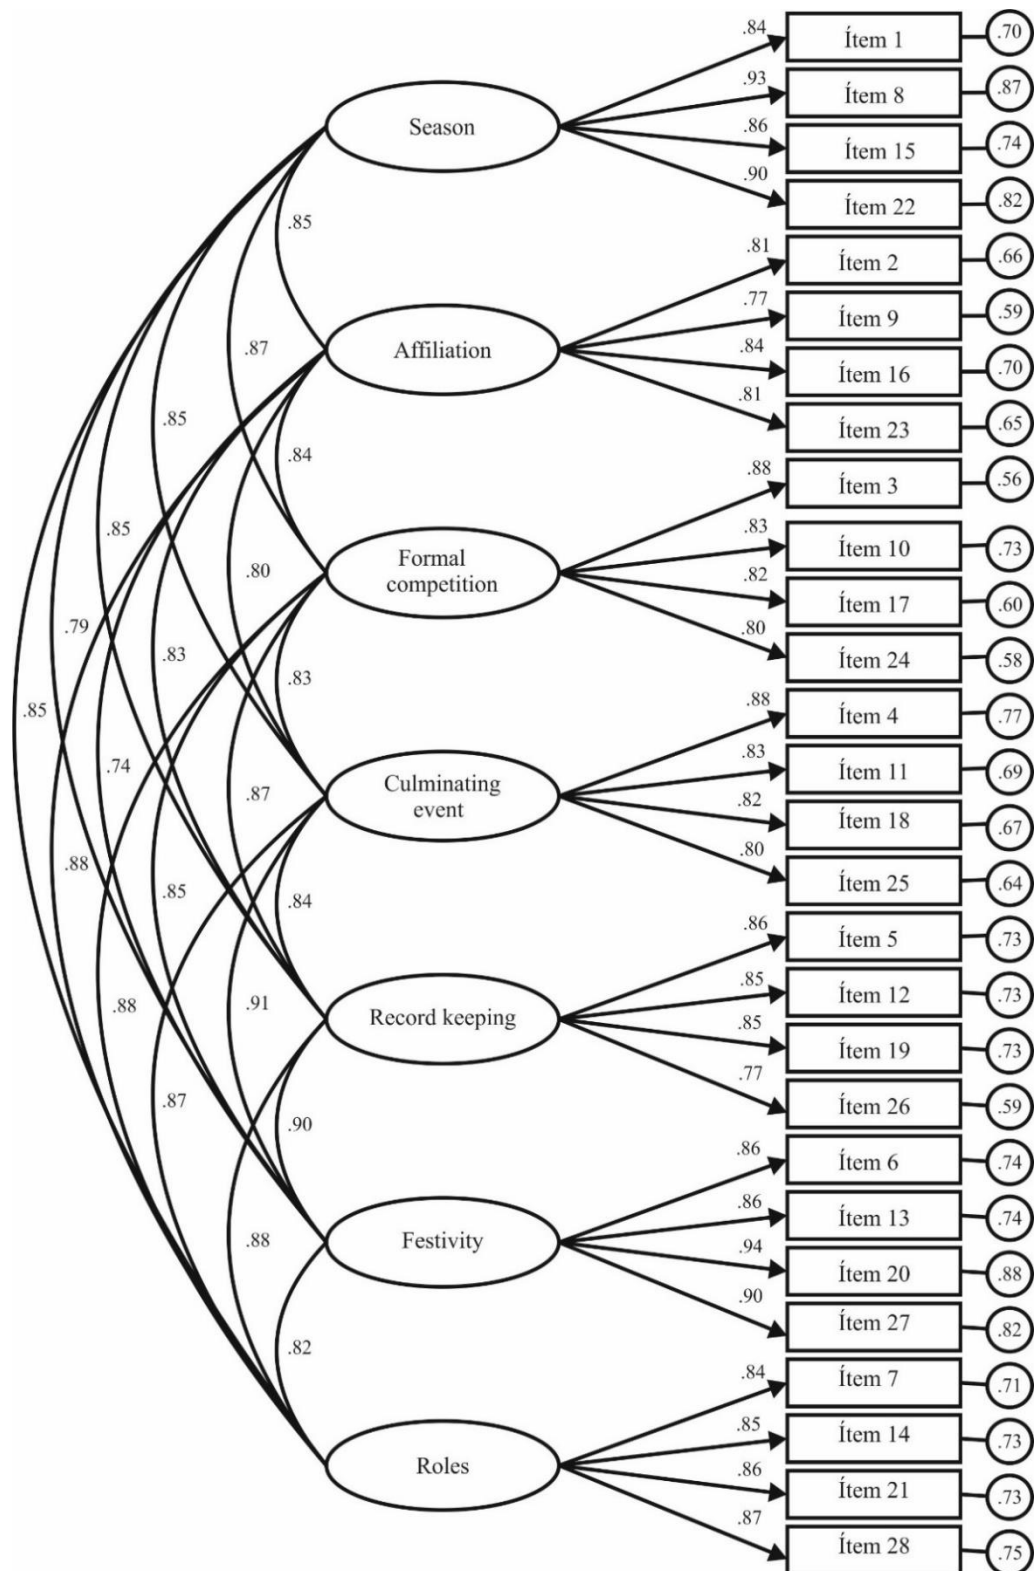 .84 Ítem 1 .70
.93 Ítem 8 .87
Season
.86 Ítem 15 .74
.90 Ítem 22 .82
.85
.81 Ítem 2 .66
.77 Ítem 9 .59
.87 Affiliation
.84 Ítem 16 .70
.81 Ítem 23 .65
.85
.84
.88 Ítem 3 .56
.85
.83 Ítem 10 .73
.80 Formal
competition
.82 Ítem 17 .60
.79
.83
.80 Ítem 24 .58
.83
.85
.88 Ítem 4 .77
.74
.83 Ítem 11 .69
.87 Culminating
event
.82 Ítem 18 .67
.88
.85
.80 Ítem 25 .64
.84
.86 Ítem 5 .73
.88
.91
.85 Ítem 12 .73
Record keeping
.85 Ítem 19 .73
.77 Ítem 26 .59
.87
.90
.86 Ítem 6 .74
.86 Ítem 13 .74
.88 Festivity
.94 Ítem 20 .88
.90 Ítem 27 .82
.82
.84 Ítem 7 .71
.85 Ítem 14 .73
Roles
.86 Ítem 21 .73
.87 Ítem 28 .75